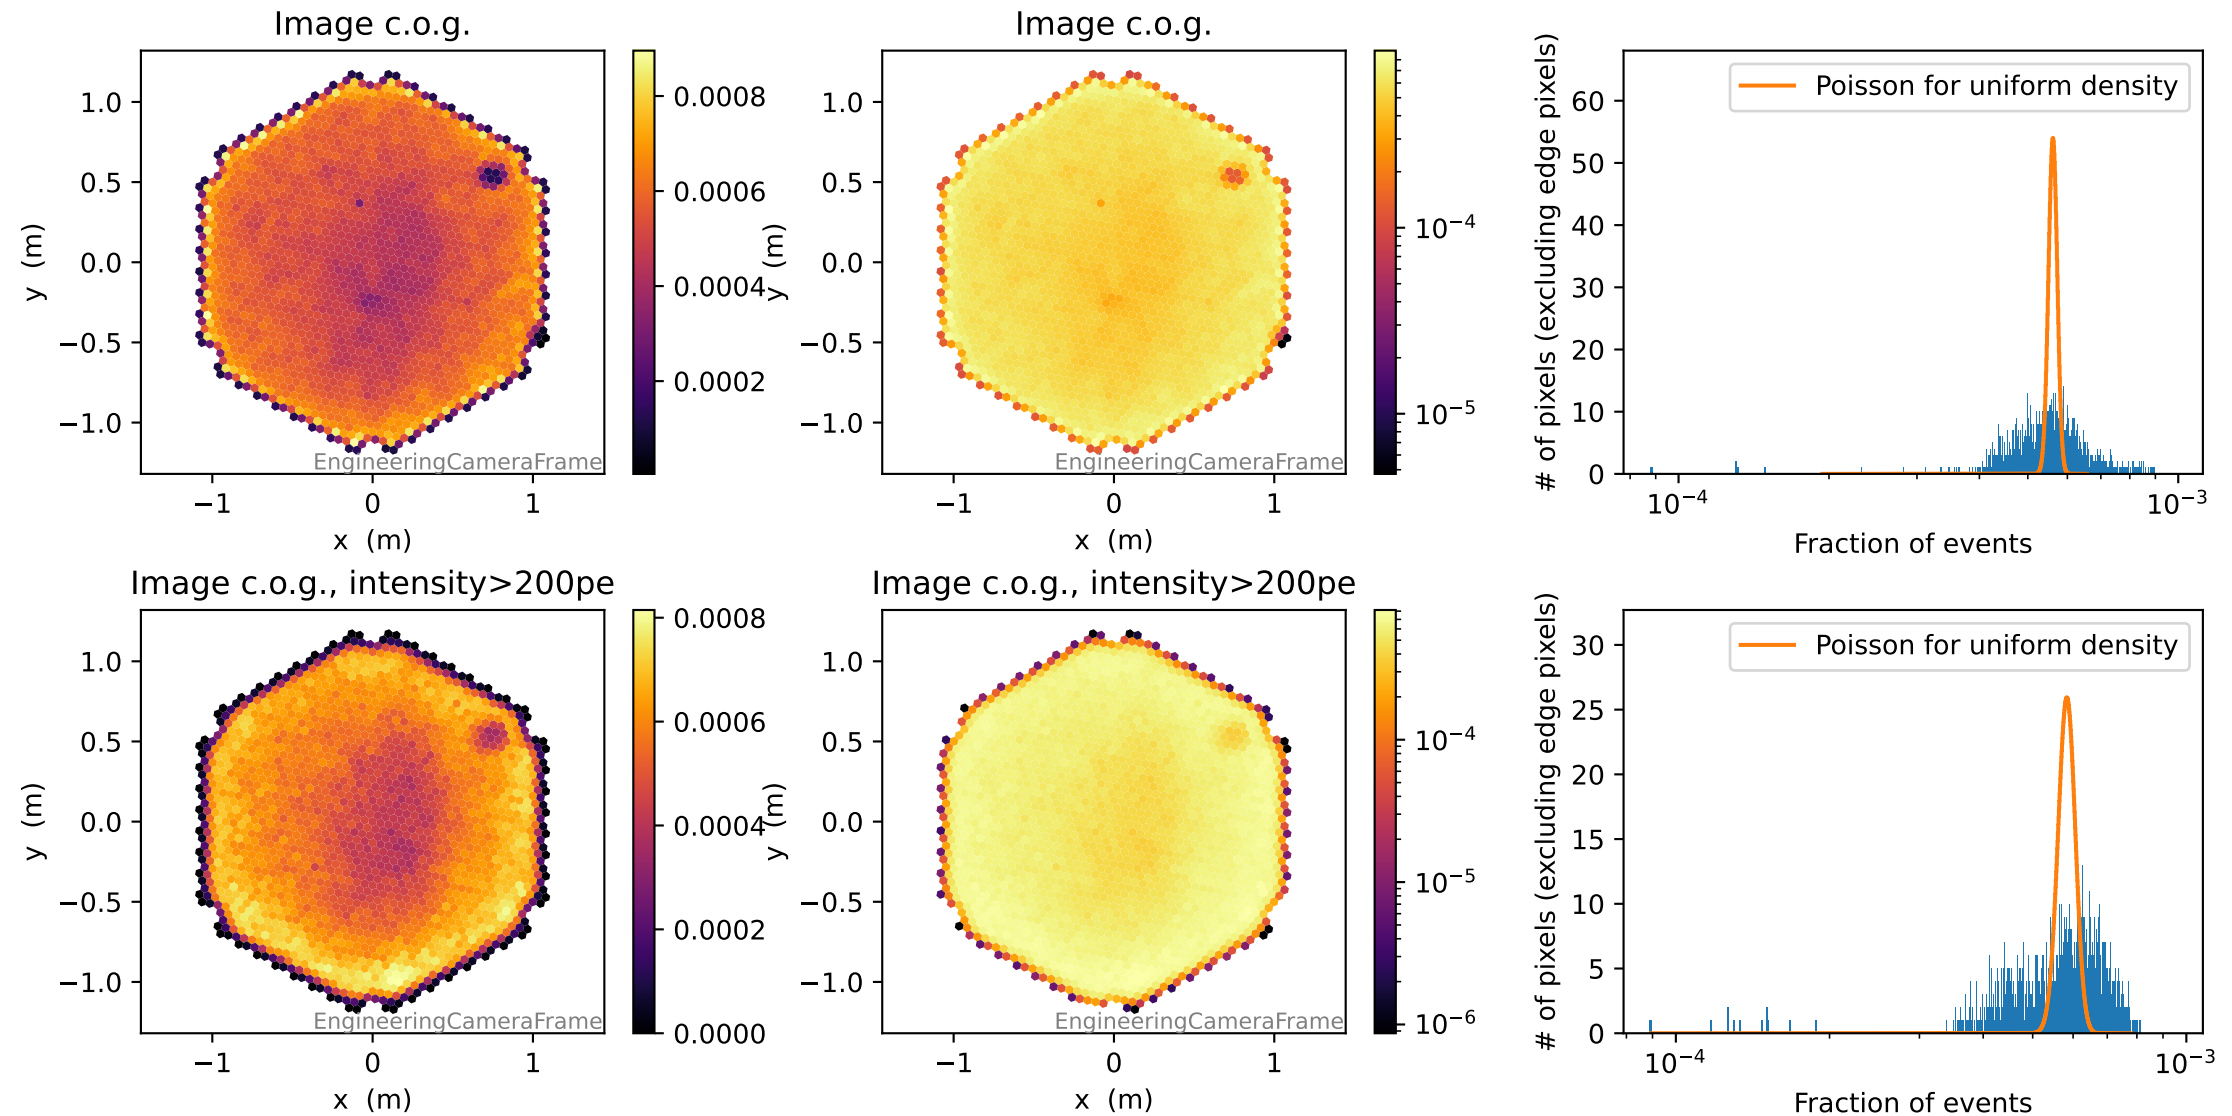 Image c.o.g.
1.0
0.5
0.0
−0.5
−1.0
y (m)
−1
0
1
x (m)
EngineeringCameraFrame
0.0008
0.0006
0.0004
0.0002
Image c.o.g.
1.0
0.5
0.0
−0.5
−1.0
y (m)
−1
0
1
x (m)
EngineeringCameraFrame
10−4
10−5
# of pixels (excluding edge pixels)
60
50
40
30
20
10
0
Poisson for uniform density
10−4
10−3
Fraction of events
Image c.o.g., intensity>200pe
1.0
0.5
0.0
−0.5
−1.0
y (m)
−1
0
1
x (m)
EngineeringCameraFrame
0.0008
0.0006
0.0004
0.0002
0.0000
Image c.o.g., intensity>200pe
1.0
0.5
0.0
−0.5
−1.0
y (m)
−1
0
1
x (m)
EngineeringCameraFrame
10−4
10−5
10−6
# of pixels (excluding edge pixels)
30
25
20
15
10
5
0
Poisson for uniform density
10−4
10−3
Fraction of events